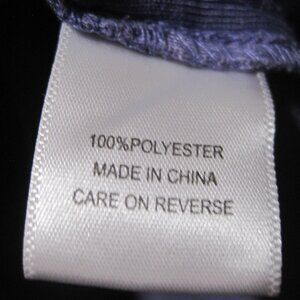 100%POLYESTER
MADE IN CHINA
CARE ON REVERSE